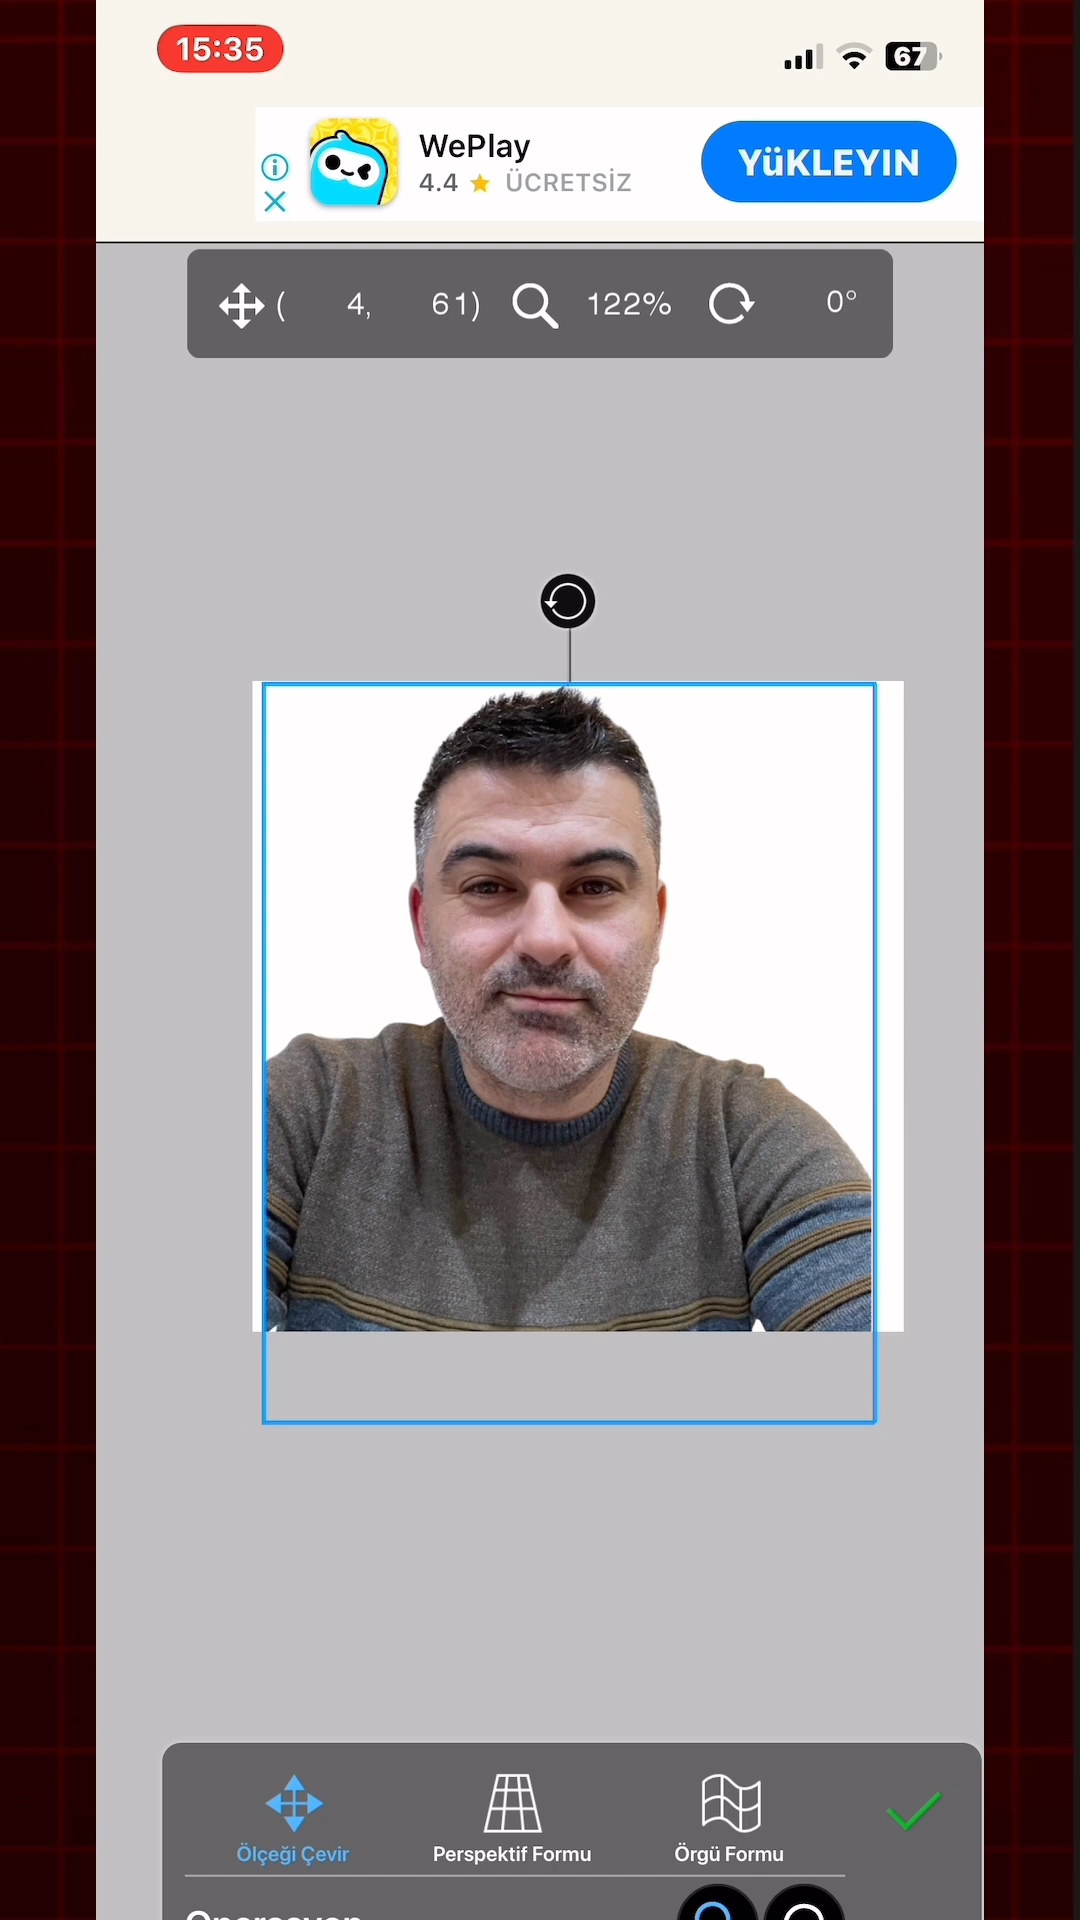 15:35
67
WePlay
4.4 ÜCRETSİZ
YüKLEYIN
( 4, 61) 122% 0°
Ölçeği Çevir
Perspektif Formu
Örgü Formu